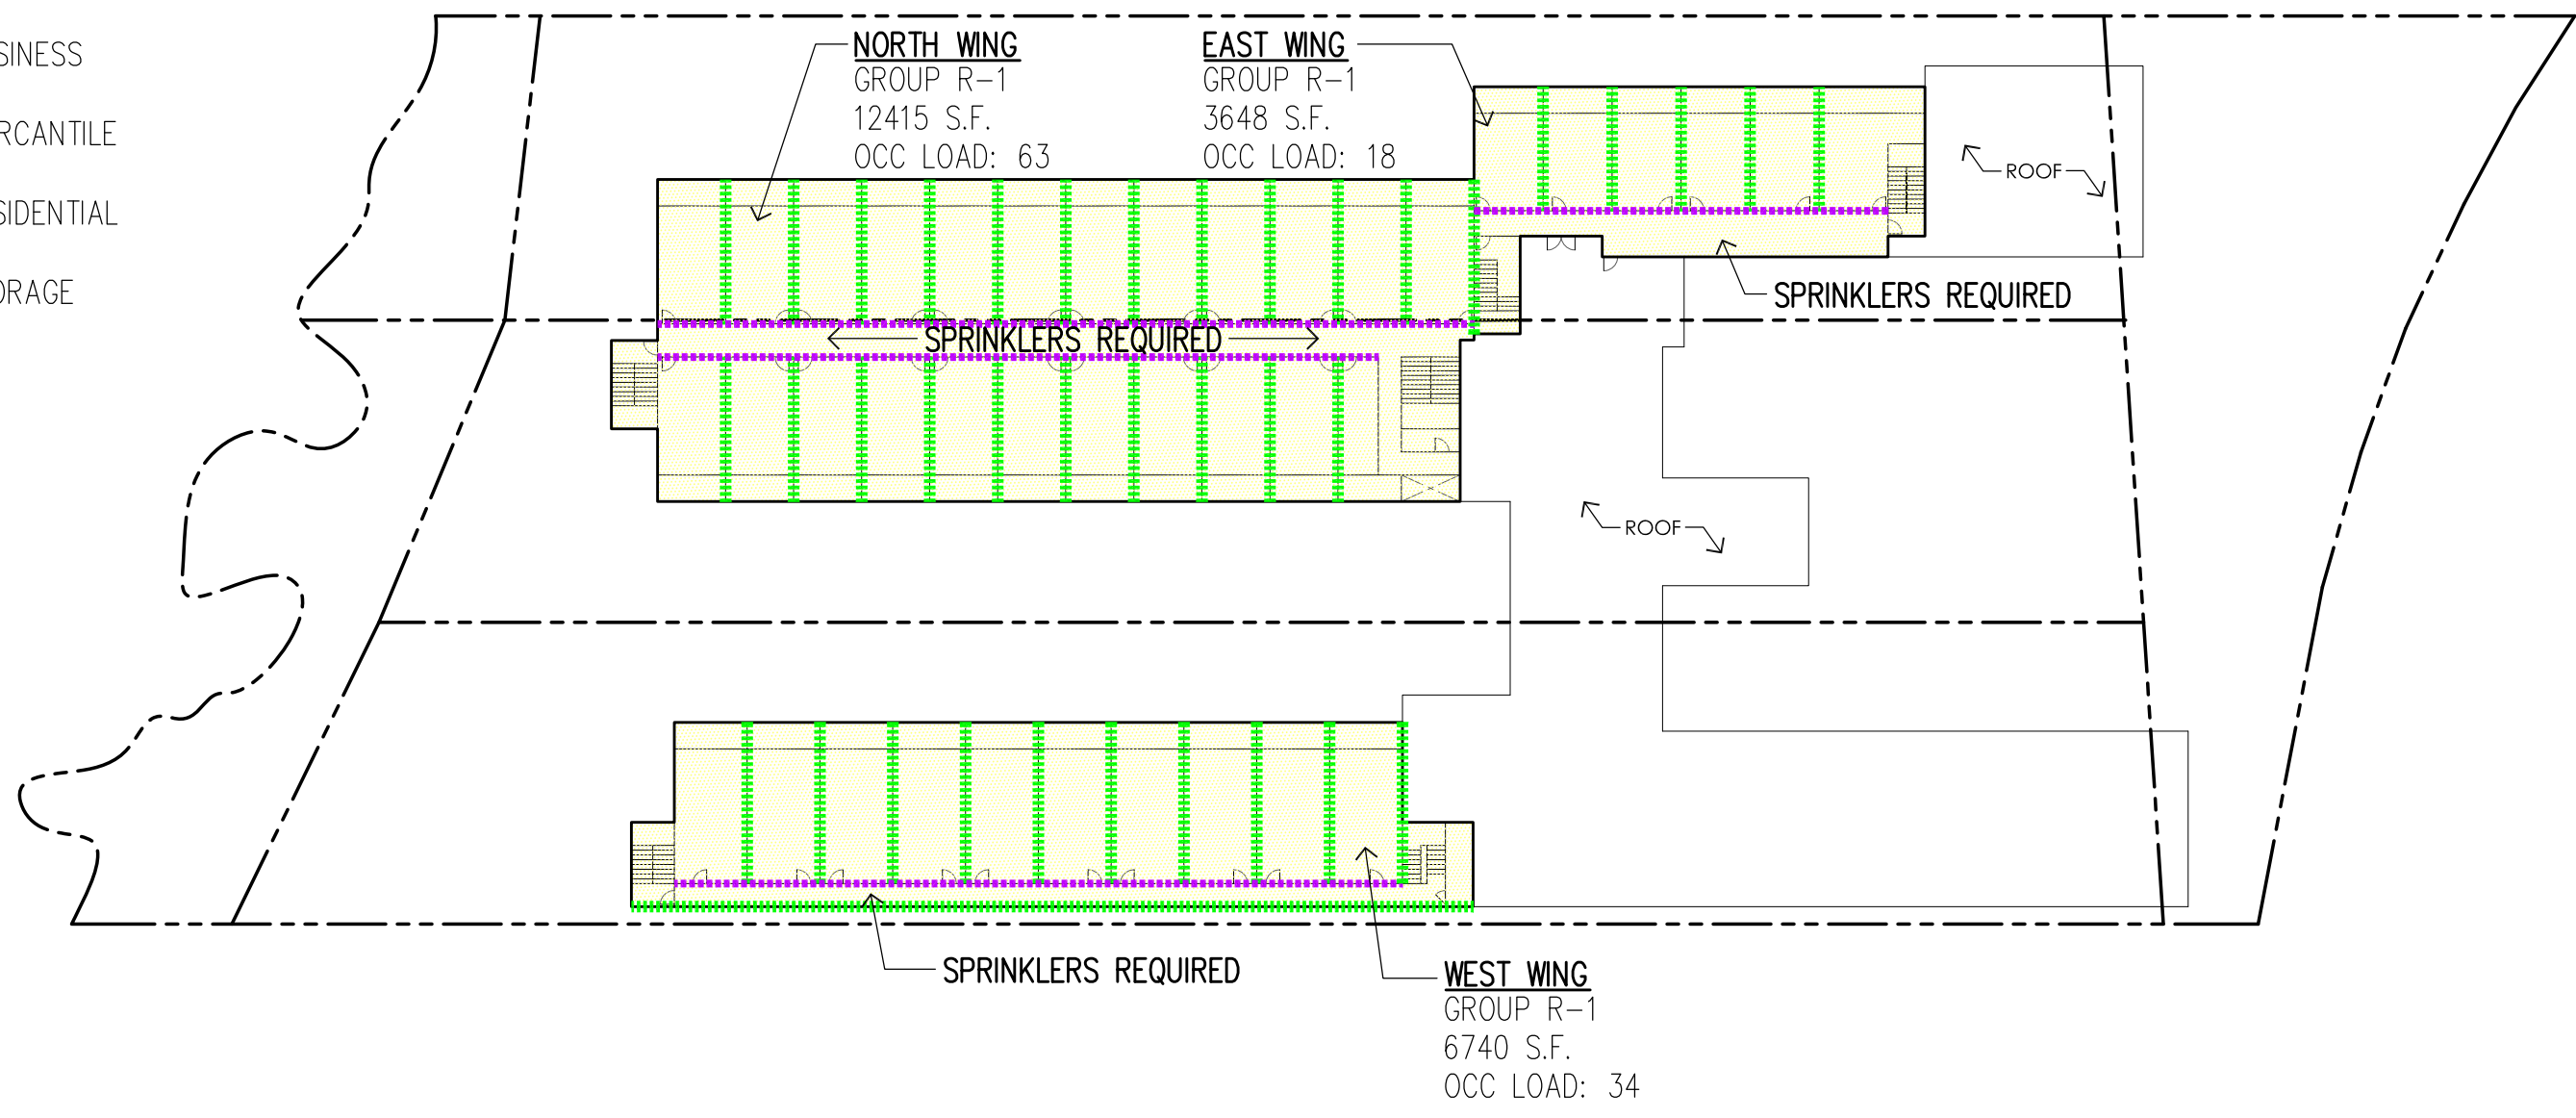 SINESS
RCANTILE
SIDENTIAL
ORAGE
NORTH WING
GROUP R-1
12415 S.F.
OCC LOAD: 63
EAST WING
GROUP R-1
3648 S.F.
OCC LOAD: 18
ROOF
SPRINKLERS REQUIRED
SPRINKLERS REQUIRED
ROOF
SPRINKLERS REQUIRED
WEST WING
GROUP R-1
6740 S.F.
OCC LOAD: 34